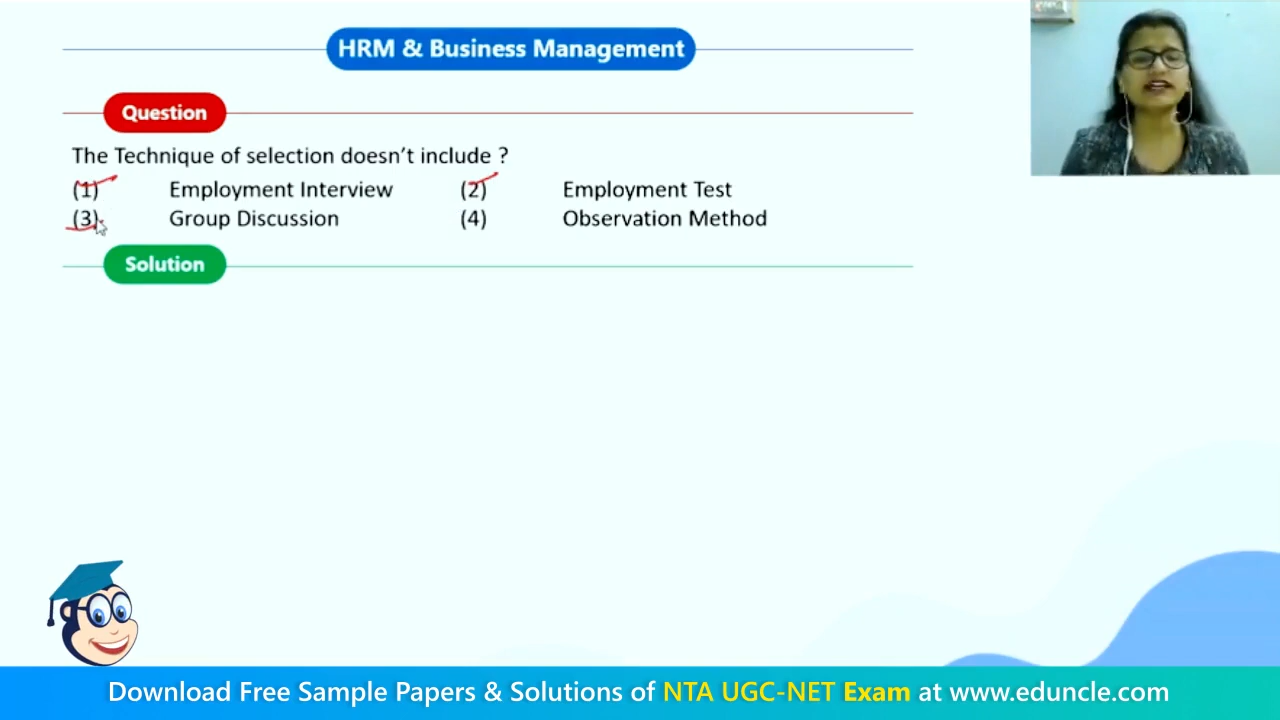 HRM & Business Management
Question
The Technique of selection doesn't include ?
(1) Employment Interview (2) Employment Test
(3) Group Discussion (4) Observation Method
Solution
Download Free Sample Papers & Solutions of NTA UGC-NET Exam at www.eduncle.com